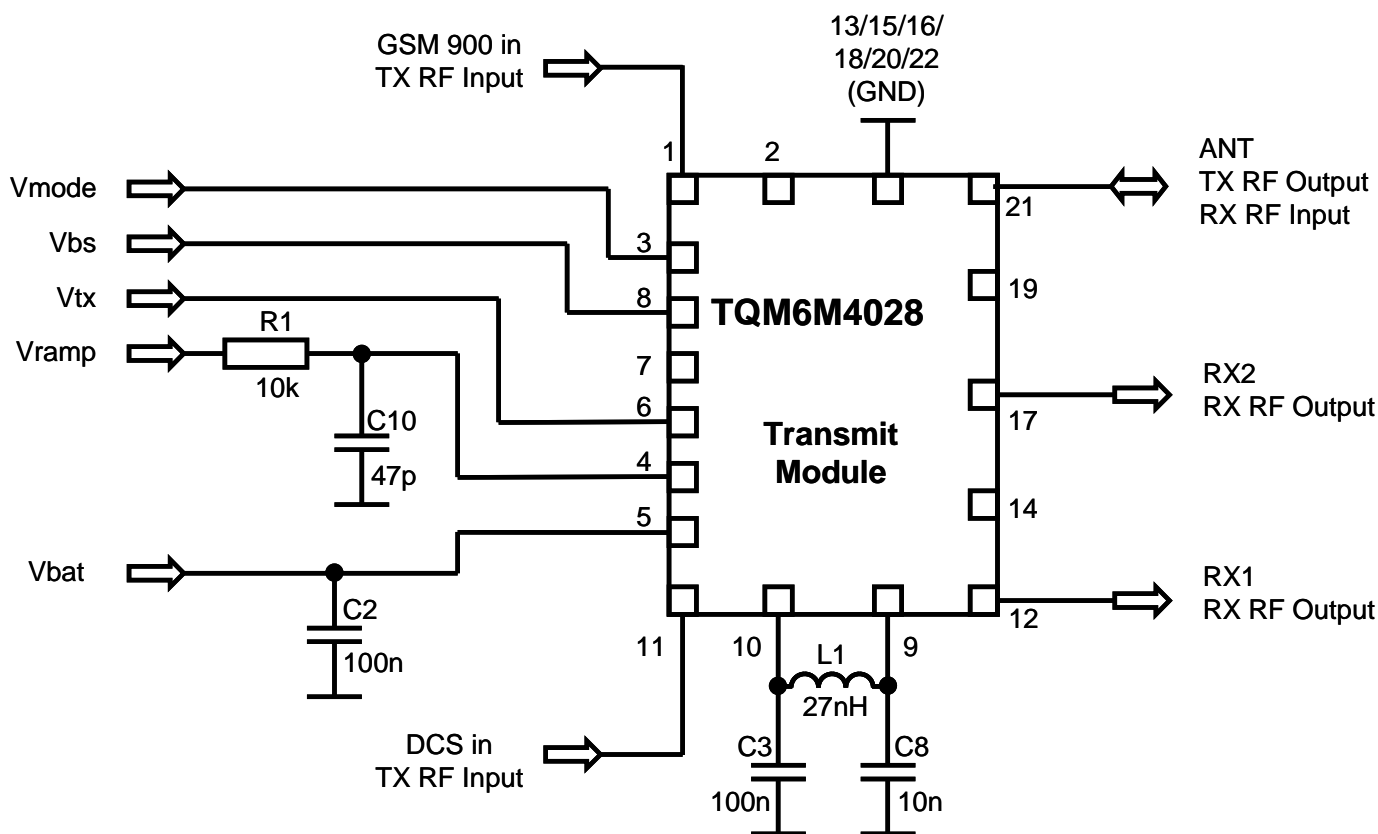 GSM 900 in
TX RF Input
13/15/16/
18/20/22
(GND)
1
2
ANT
TX RF Output
RX RF Input
21
Vmode
Vbs
Vtx
Vramp
R1
10k
C10
47p
3
8
7
6
4
5
TQM6M4028
Transmit
Module
19
RX2
RX RF Output
17
14
RX1
RX RF Output
12
Vbat
C2
100n
11
10
9
L1
27nH
DCS in
TX RF Input
C3
100n
C8
10n